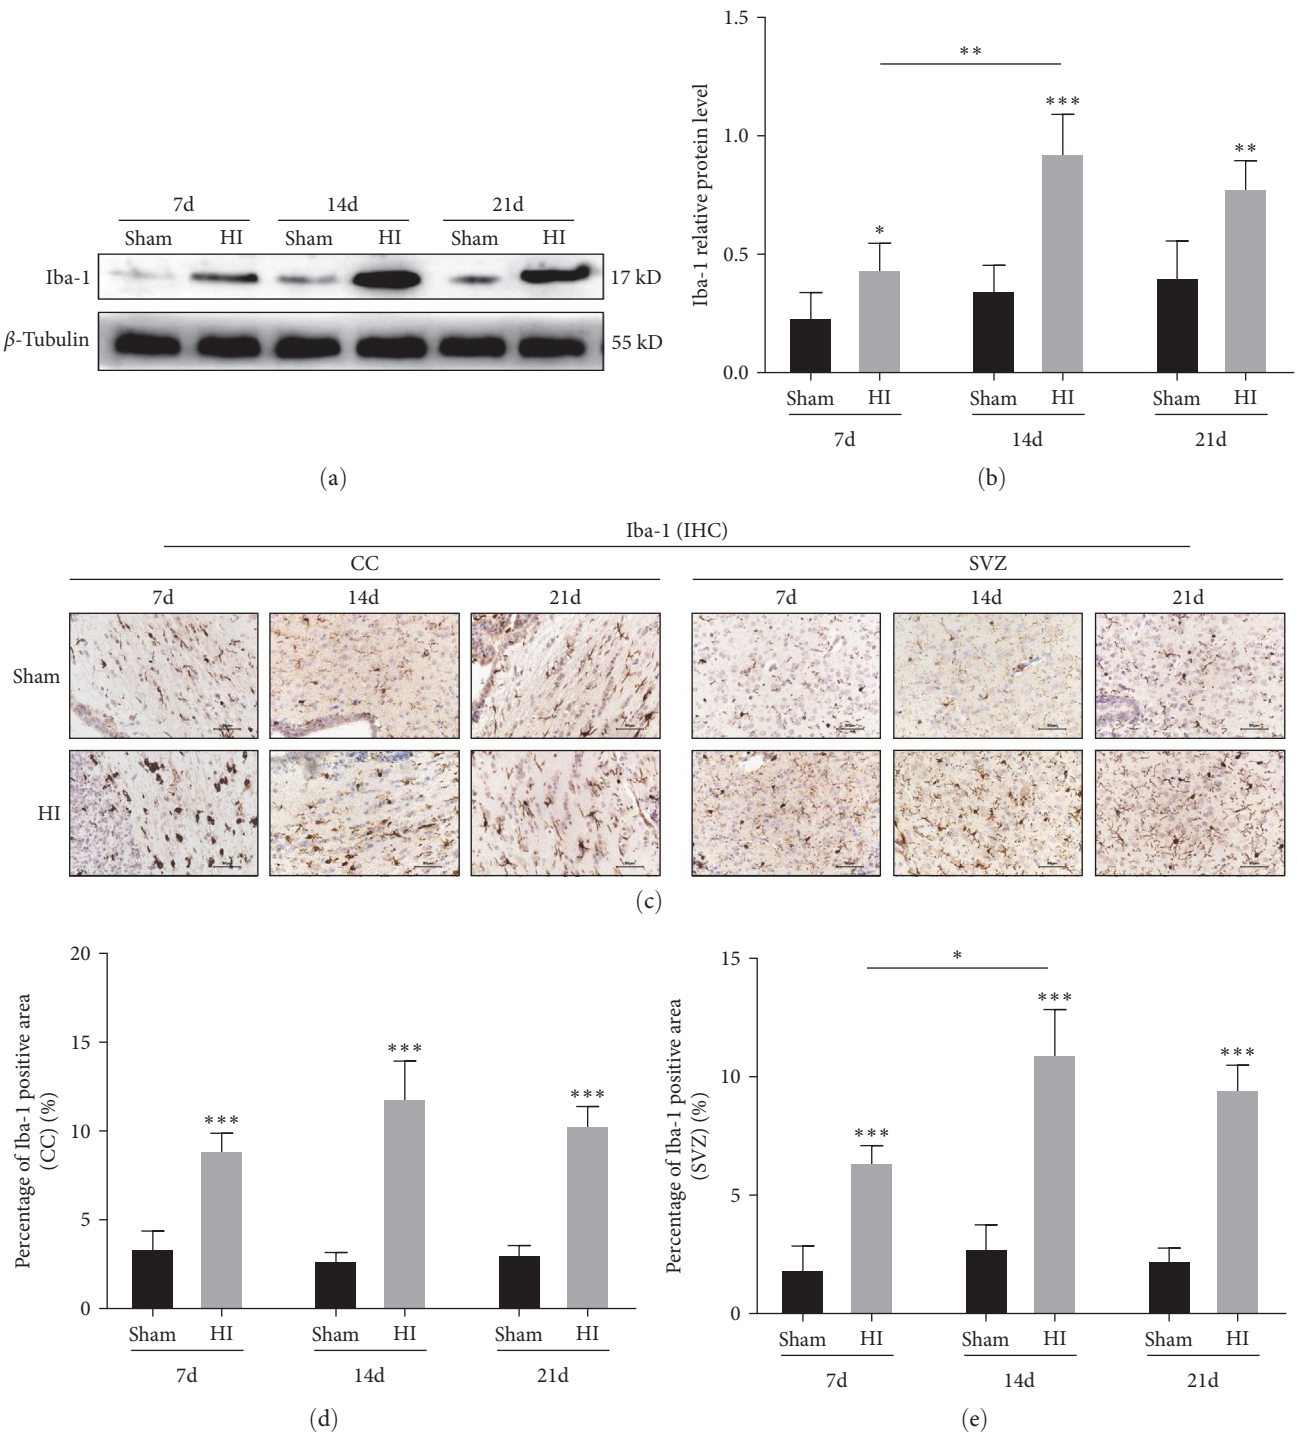 7d 14d 21d
Sham HI Sham HI Sham HI
Iba-1 17 kD
β-Tubulin 55 kD
(a)
Iba-1 relative protein level
1.5
1.0
0.5
0.0
**
*
***
**
Sham HI Sham HI Sham HI
7d 14d 21d
(b)
Iba-1 (IHC)
CC SVZ
7d 14d 21d 7d 14d 21d
Sham
HI
(c)
Percentage of Iba-1 positive area
(CC) (%)
20
15
10
5
0
***
***
***
Sham HI Sham HI Sham HI
7d 14d 21d
(d)
Percentage of Iba-1 positive area
(SVZ) (%)
15
10
5
0
*
***
***
***
Sham HI Sham HI Sham HI
7d 14d 21d
(e)